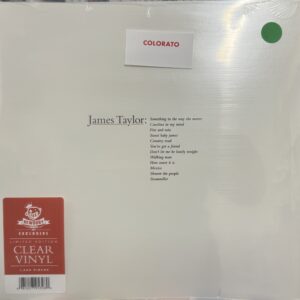 COLORATO
James Taylor:
Something in the way she moves
Carolina in my mind
Fire and rain
Sweet baby james
Country road
You've got a friend
Don't let me be lonely tonight
Walking man
How sweet it is
Mexico
Shower the people
Steamroller
NEWBURY
EXCLUSIVE
LIMITED EDITION
CLEAR
VINYL